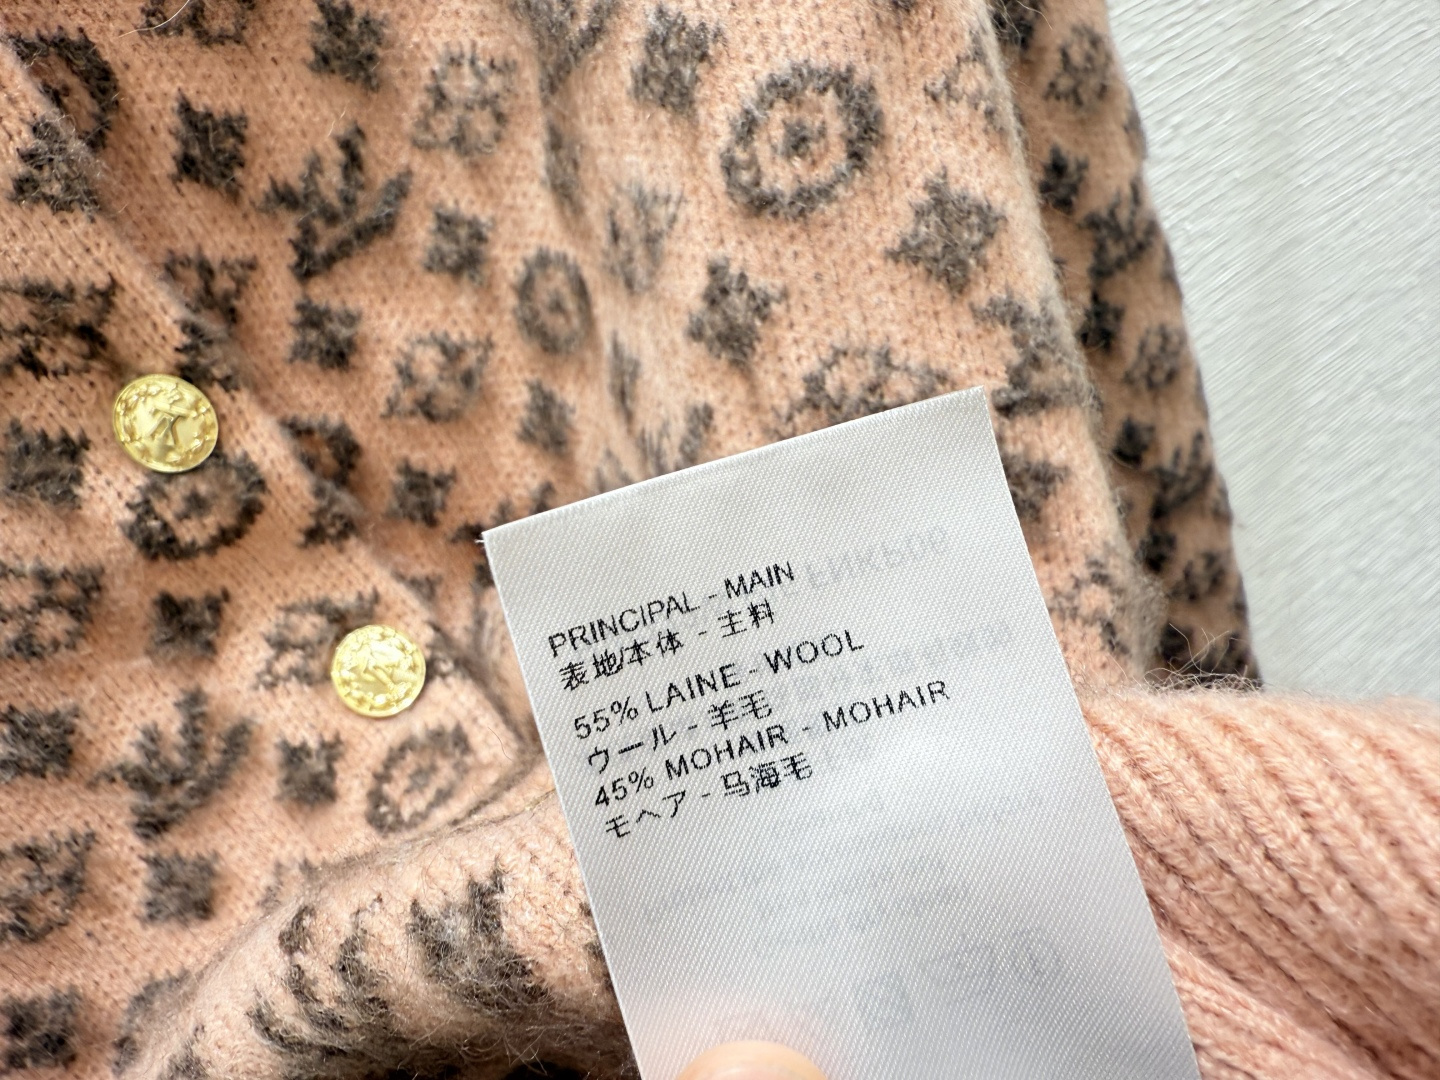 PRINCIPAL - MAIN
表地/本体 - 主料
55% LAINE - WOOL
ウール - 羊毛
45% MOHAIR - MOHAIR
モヘア - 马海毛